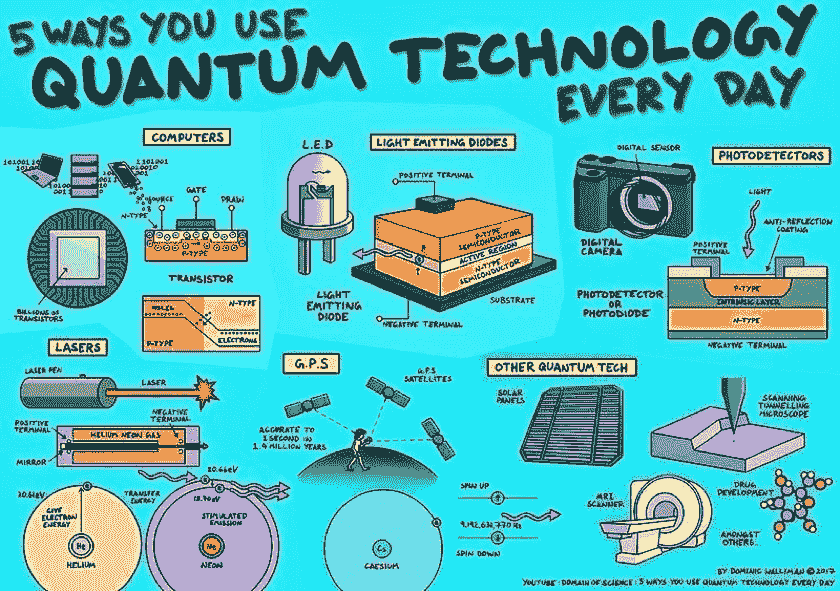 5 WAYS YOU USE
QUANTUM TECHNOLOGY
EVERY DAY
COMPUTERS
SOURCE
GATE
DRAIN
N-TYPE
P-TYPE
TRANSISTOR
BILLIONS OF
TRANSISTORS
HOLES
N-TYPE
P-TYPE
ELECTRONS
L.E.D
LIGHT EMITTING DIODES
POSITIVE TERMINAL
P-TYPE
SEMICONDUCTOR
ACTIVE REGION
N-TYPE
SEMICONDUCTOR
SUBSTRATE
LIGHT
EMITTING
DIODE
NEGATIVE TERMINAL
PHOTODETECTORS
DIGITAL SENSOR
DIGITAL
CAMERA
LIGHT
ANTI-REFLECTION
COATING
POSITIVE
TERMINAL
PHOTODETECTOR
OR
PHOTODIODE
P-TYPE
INTRINSIC LAYER
N-TYPE
NEGATIVE TERMINAL
LASERS
LASER PEN
LASER
POSITIVE
TERMINAL
NEGATIVE
TERMINAL
HELIUM NEON GAS
MIRROR
20.61eV
GIVE
ELECTRON
ENERGY
He
HELIUM
TRANSFER
ENERGY
20.66eV
18.70eV
STIMULATED
EMISSION
Ne
NEON
G.P.S
G.P.S
SATELLITES
ACCURATE TO
1 SECOND IN
1.4 MILLION YEARS
Cs
CAESIUM
SPIN UP
9,192,631,770 Hz
SPIN DOWN
OTHER QUANTUM TECH
SOLAR
PANELS
SCANNING
TUNNELLING
MICROSCOPE
MRI
SCANNER
DRUG
DEVELOPMENT
AMONGST
OTHERS...
BY DOMINIC WALLIMAN © 2017
YOUTUBE: DOMAIN OF SCIENCE: 5 WAYS YOU USE QUANTUM TECHNOLOGY EVERY DAY